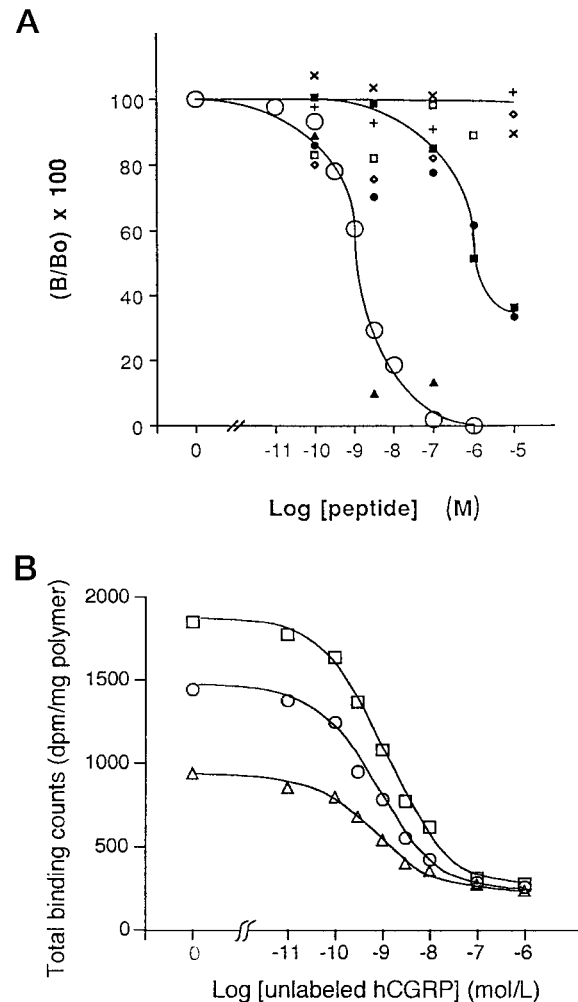 A
(B/Bo) x 100
100
80
60
40
20
0
0 -11 -10 -9 -8 -7 -6 -5
Log [peptide] (M)
B
Total binding counts (dpm/mg polymer)
2000
1500
1000
500
0
0 -11 -10 -9 -8 -7 -6
Log [unlabeled hCGRP] (mol/L)